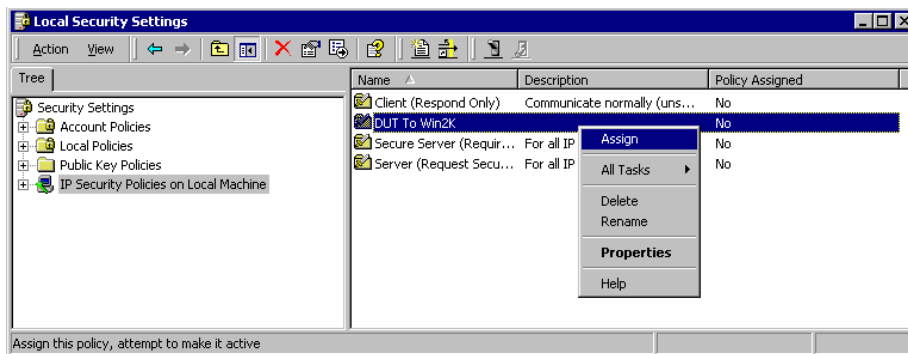 Local Security Settings
Action View
Tree
Name Description Policy Assigned
Security Settings
Account Policies
Local Policies
Public Key Policies
IP Security Policies on Local Machine
Client (Respond Only) Communicate normally (uns... No
DUT To Win2K No
Secure Server (Requir... For all IP No
Server (Request Secu... For all IP No
Assign
All Tasks
Delete
Rename
Properties
Help
Assign this policy, attempt to make it active